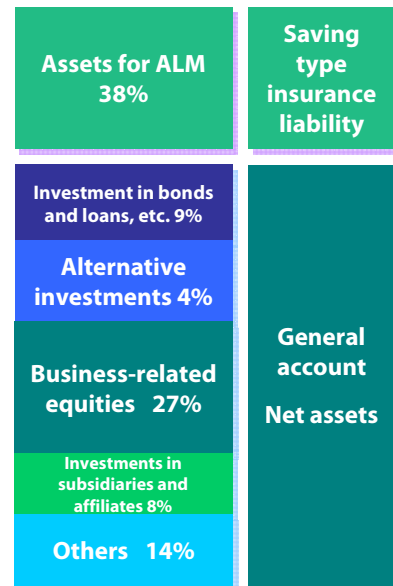 Assets for ALM
38%
Saving
type
insurance
liability
Investment in bonds
and loans, etc. 9%
Alternative
investments 4%
Business-related
equities 27%
Investments in
subsidiaries and
affiliates 8%
Others 14%
General
account
Net assets